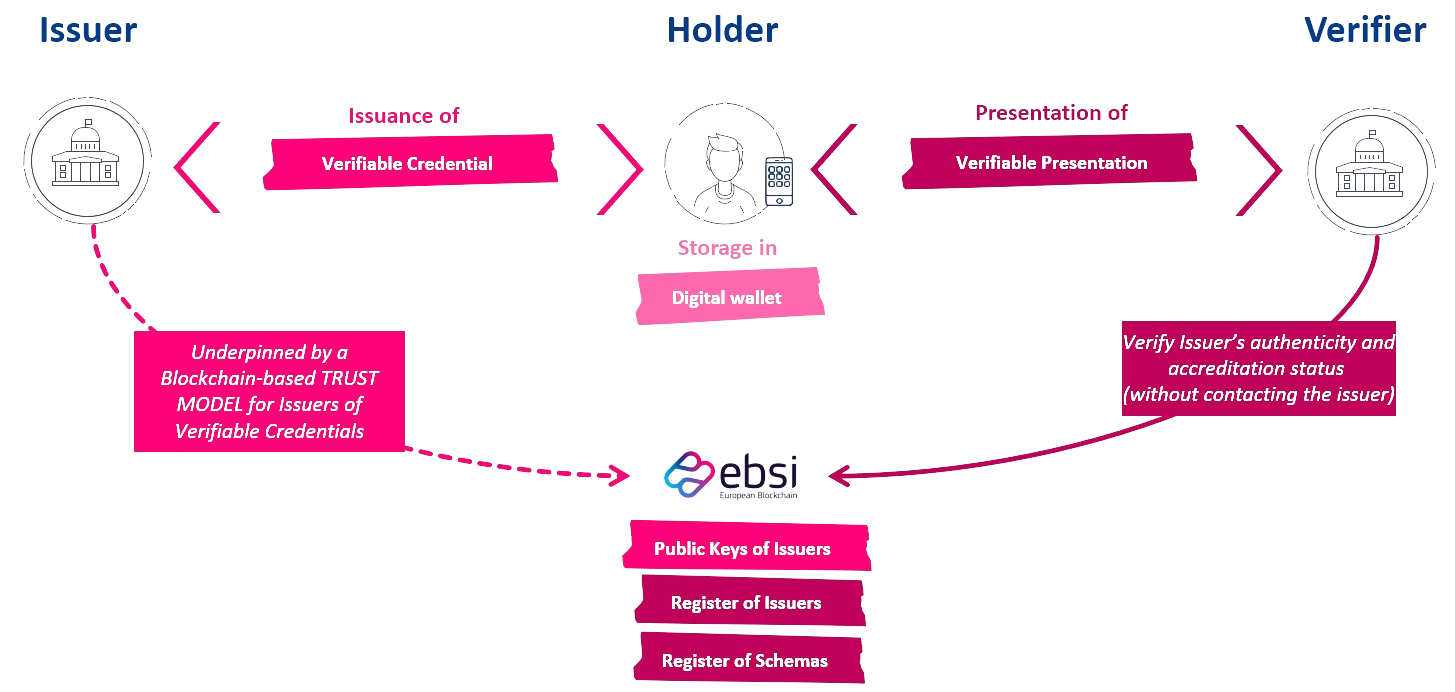 Issuer
Holder
Verifier
Issuance of
Verifiable Credential
Presentation of
Verifiable Presentation
Storage in
Digital wallet
Underpinned by a
Blockchain-based TRUST
MODEL for Issuers of
Verifiable Credentials
Verify Issuer’s authenticity and
accreditation status
(without contacting the issuer)
ebsi
European Blockchain
Public Keys of Issuers
Register of Issuers
Register of Schemas